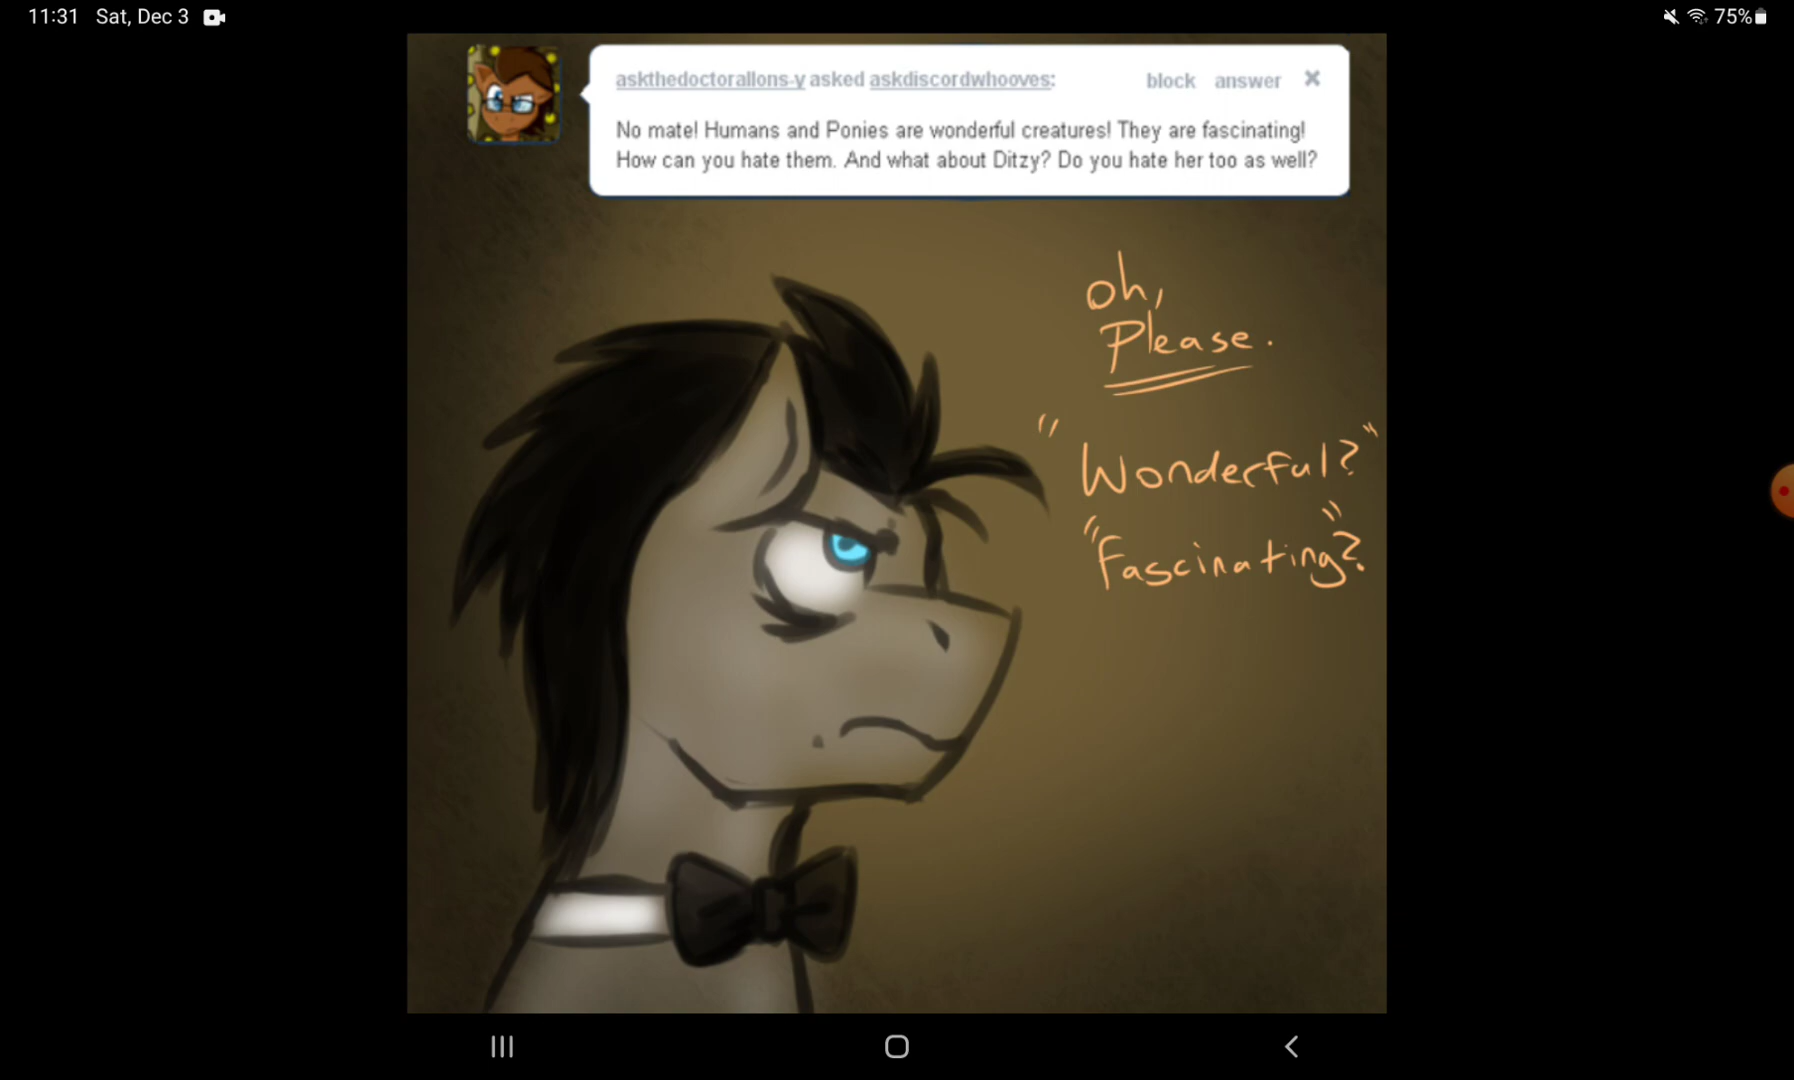 11:31 Sat, Dec 3
75%
askthedoctorallons-y asked askdiscordwhooves:
block answer
No mate! Humans and Ponies are wonderful creatures! They are fascinating!
How can you hate them. And what about Ditzy? Do you hate her too as well?
oh,
Please.
"Wonderful?"
"Fascinating"?